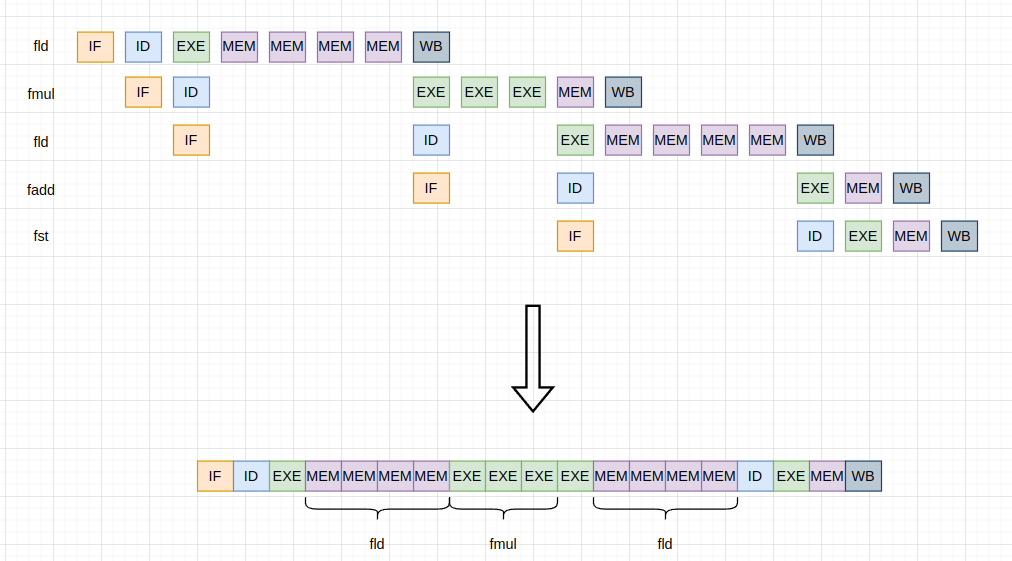 fld IF ID EXE MEM MEM MEM MEM WB
fmul IF ID EXE EXE EXE MEM WB
fld IF ID EXE MEM MEM MEM MEM WB
fadd IF ID EXE MEM WB
fst IF ID EXE MEM WB
IF ID EXE MEM MEM MEM MEM EXE EXE EXE EXE MEM MEM MEM MEM ID EXE MEM WB
fld fmul fld